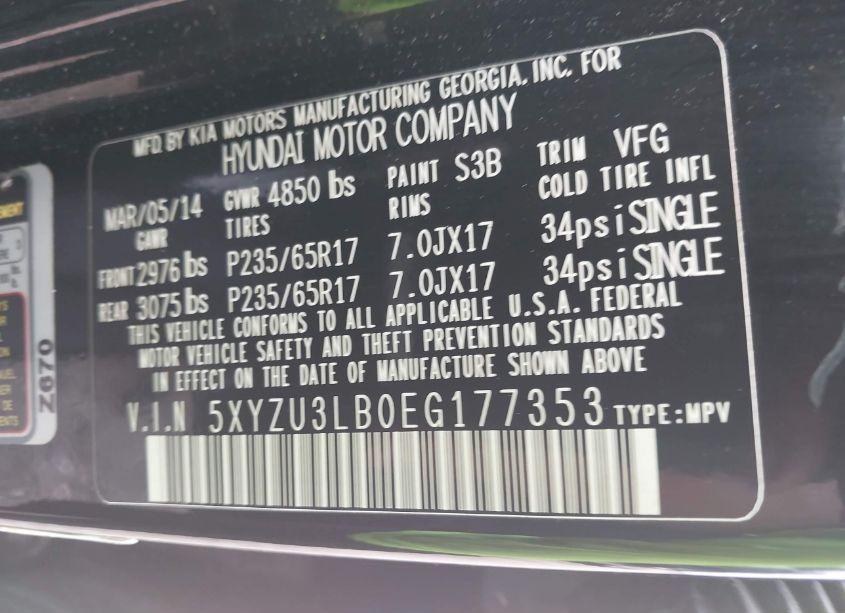 MFD. BY KIA MOTORS MANUFACTURING GEORGIA. INC. FOR
HYUNDAI MOTOR COMPANY
MAR/05/14 GVWR 4850 lbs PAINT S3B TRIM VFG
GAWR TIRES RIMS COLD TIRE INFL
FRONT 2976 lbs P235/65R17 7.0JX17 34psi SINGLE
REAR 3075 lbs P235/65R17 7.0JX17 34psi SINGLE
THIS VEHICLE CONFORMS TO ALL APPLICABLE U.S.A. FEDERAL
MOTOR VEHICLE SAFETY AND THEFT PREVENTION STANDARDS
IN EFFECT ON THE DATE OF MANUFACTURE SHOWN ABOVE
V.I.N 5XYZU3LB0EG177353 TYPE:MPV
Z670